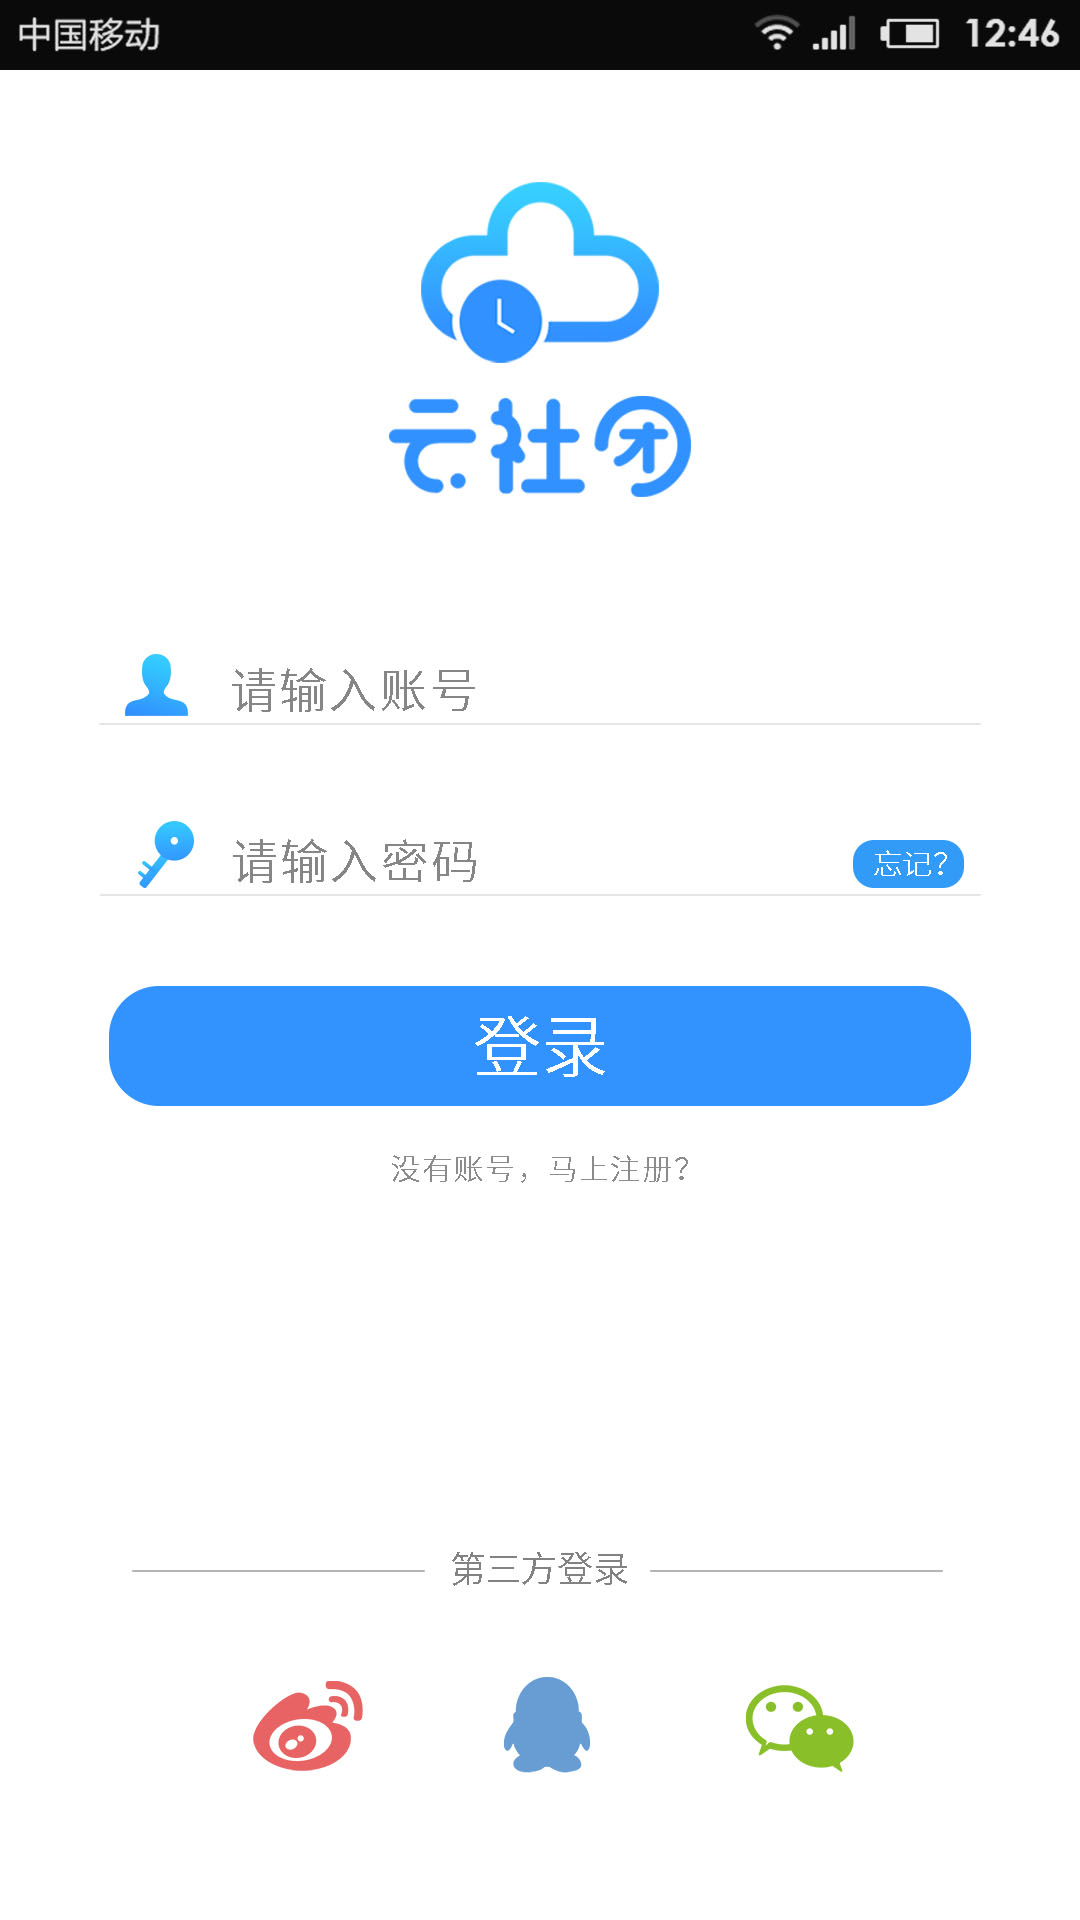 中国移动 12:46
云社团
请输入账号
请输入密码 忘记?
登录
没有账号，马上注册?
第三方登录